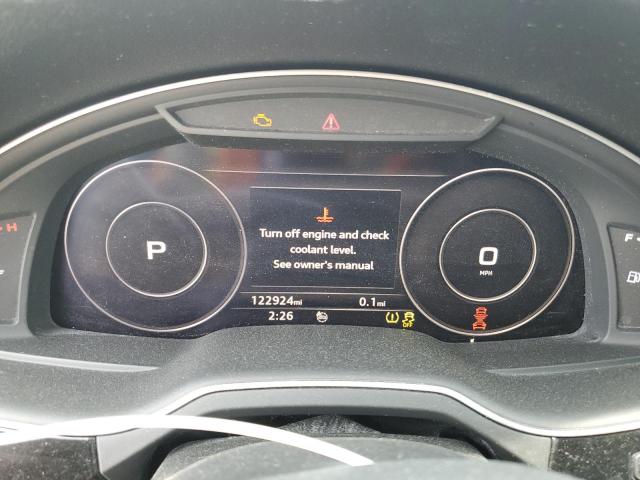 H
F
P
Turn off engine and check
coolant level.
See owner's manual
0
MPH
122924mi
0.1mi
2:26
OFF